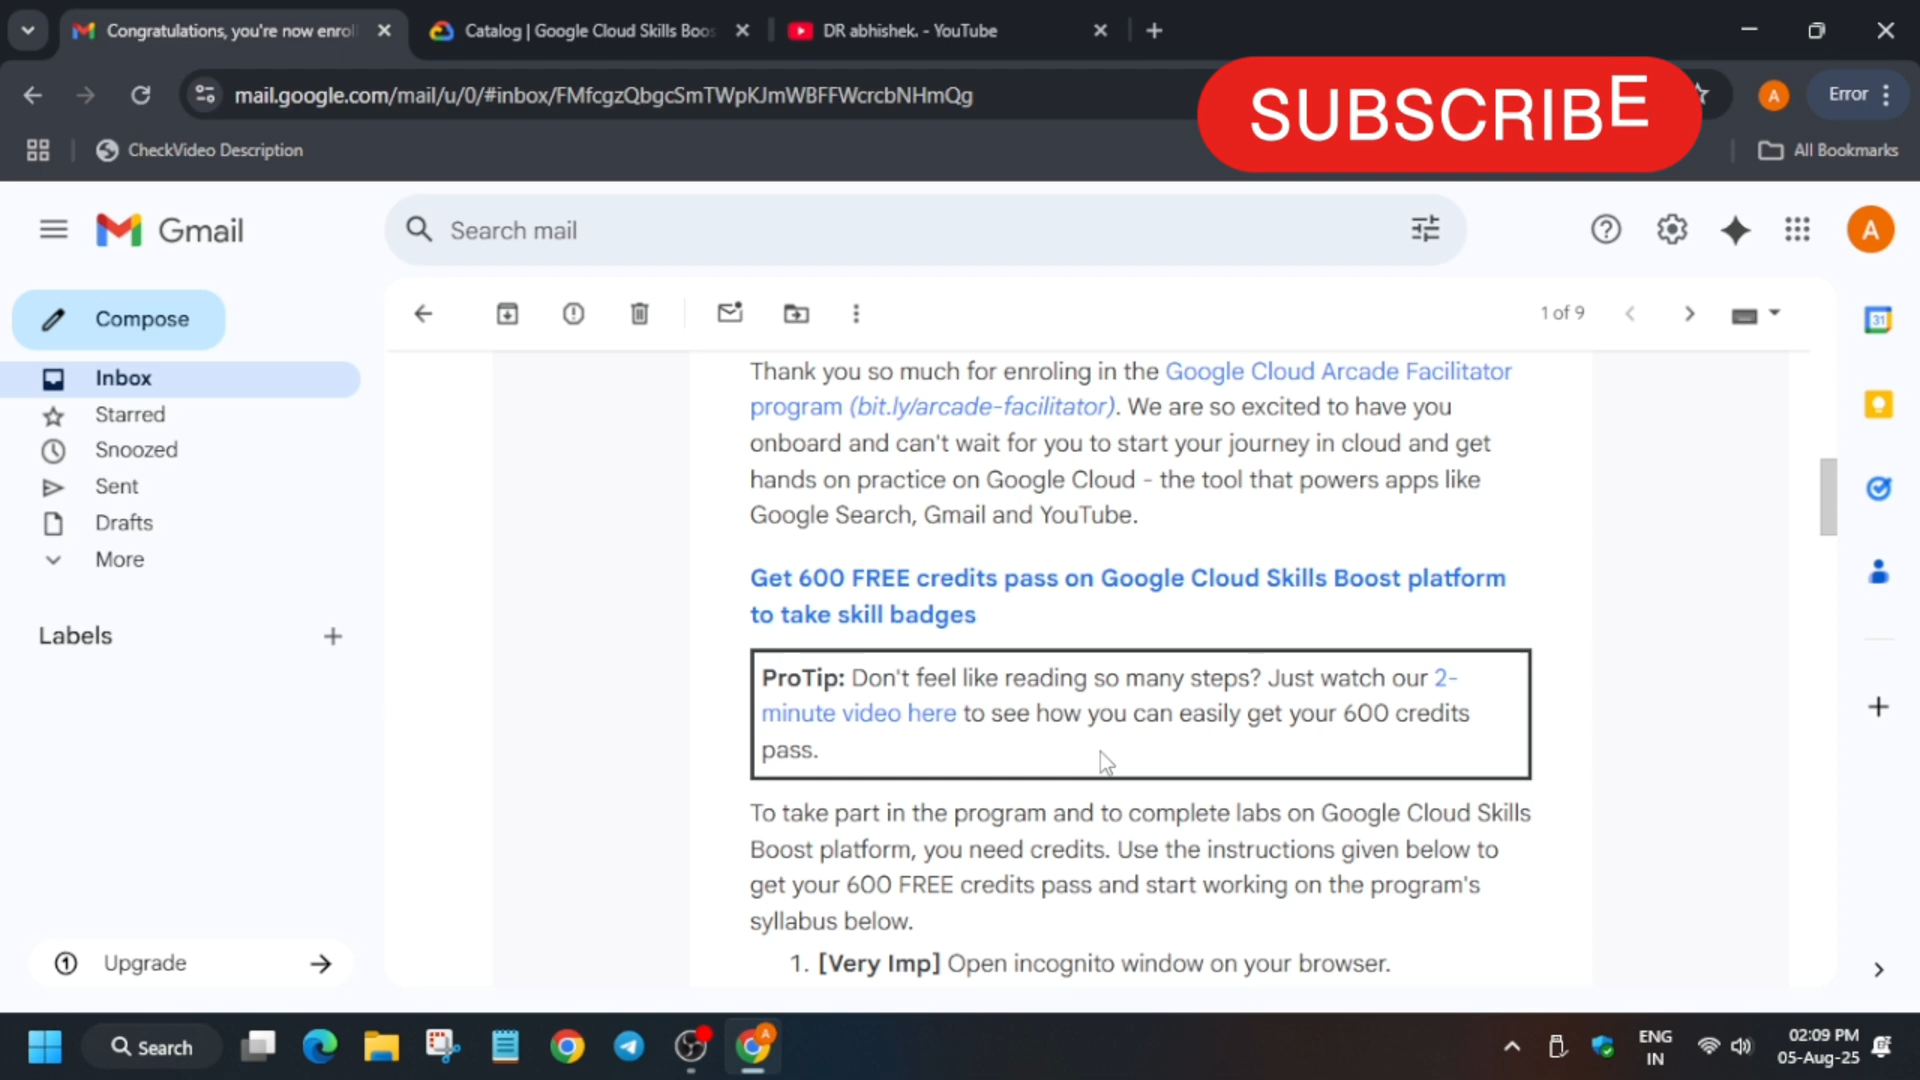 Congratulations, you're now enrol
Catalog | Google Cloud Skills Boos
DR abhishek. - YouTube
mail.google.com/mail/u/0/#inbox/FMfcgzQbgcSmTWpKJmWBFFWcrcbNHmQg
SUBSCRIBE
A
Error
CheckVideo Description
All Bookmarks
Gmail
Search mail
A
Compose
1 of 9
31
Inbox
Starred
Snoozed
Sent
Drafts
More
Labels
Upgrade
Thank you so much for enroling in the Google Cloud Arcade Facilitator
program (bit.ly/arcade-facilitator). We are so excited to have you
onboard and can't wait for you to start your journey in cloud and get
hands on practice on Google Cloud - the tool that powers apps like
Google Search, Gmail and YouTube.
Get 600 FREE credits pass on Google Cloud Skills Boost platform
to take skill badges
ProTip: Don't feel like reading so many steps? Just watch our 2-
minute video here to see how you can easily get your 600 credits
pass.
To take part in the program and to complete labs on Google Cloud Skills
Boost platform, you need credits. Use the instructions given below to
get your 600 FREE credits pass and start working on the program's
syllabus below.
1. [Very Imp] Open incognito window on your browser.
Search
A
ENG
IN
02:09 PM
05-Aug-25